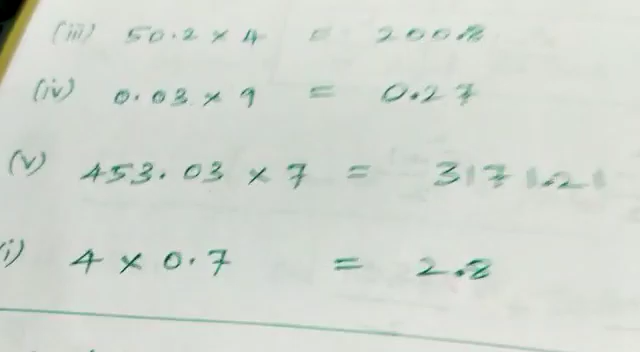 (iii) 50.2 × 4 = 200.8
(iv) 0.03 × 9 = 0.27
(v) 453.03 × 7 = 3171.21
i) 4 × 0.7 = 2.8